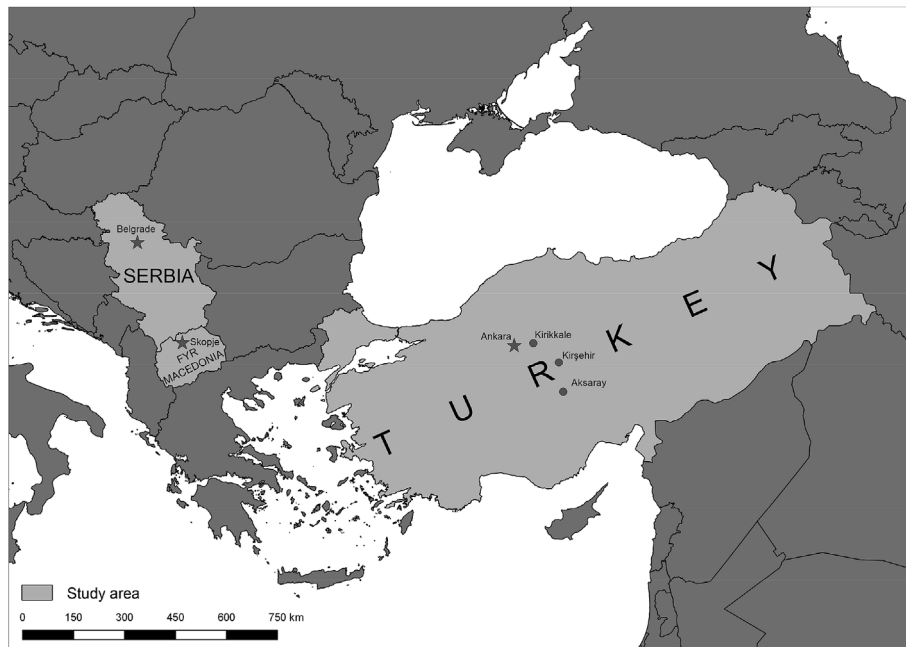 Belgrade
SERBIA
Skopje
FYR
MACEDONIA
Ankara
Kirikkale
Kirşehir
Aksaray
T U R K E Y
Study area
0 150 300 450 600 750 km